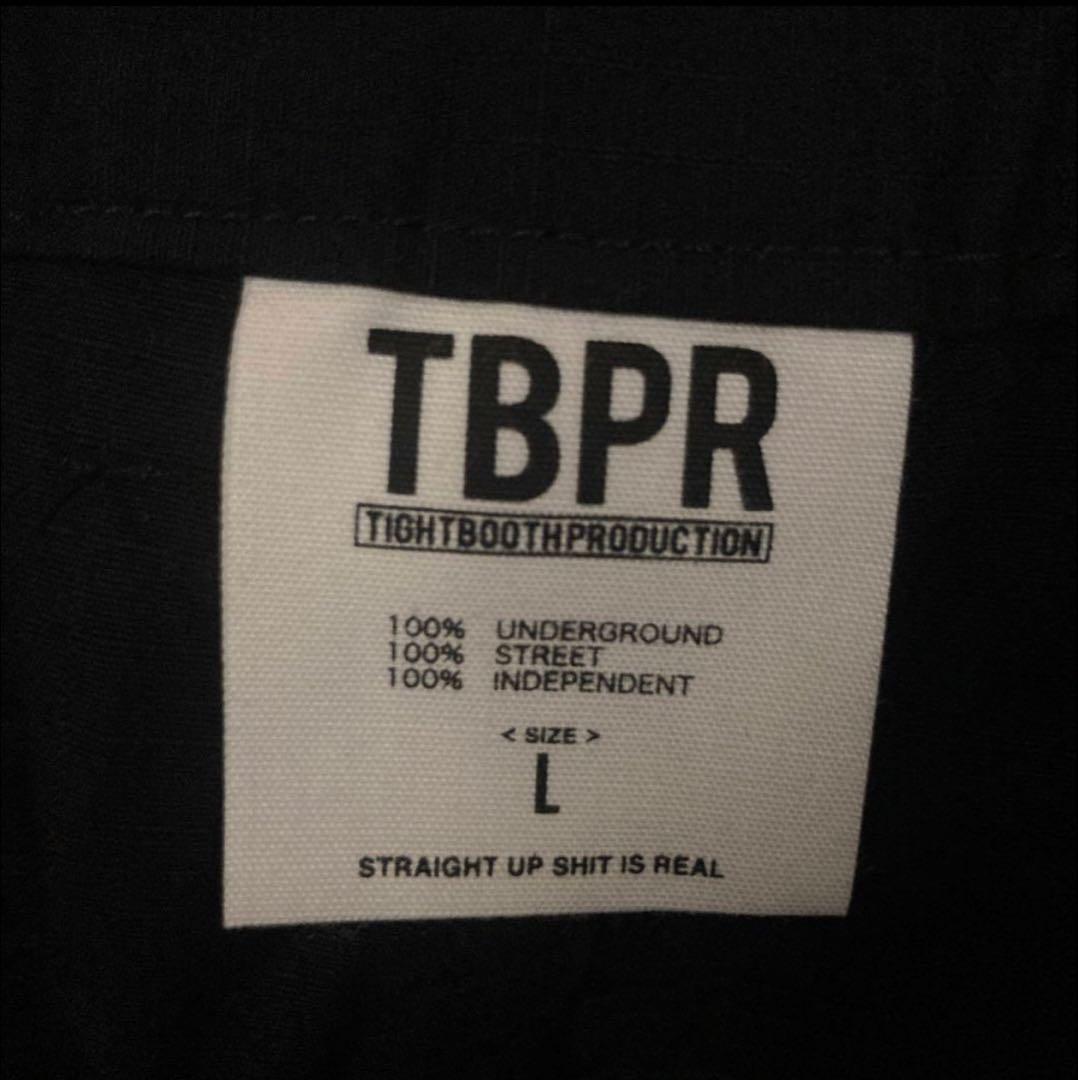 TBPR
TIGHTBOOTHPRODUCTION
100% UNDERGROUND
100% STREET
100% INDEPENDENT
< SIZE >
L
STRAIGHT UP SHIT IS REAL